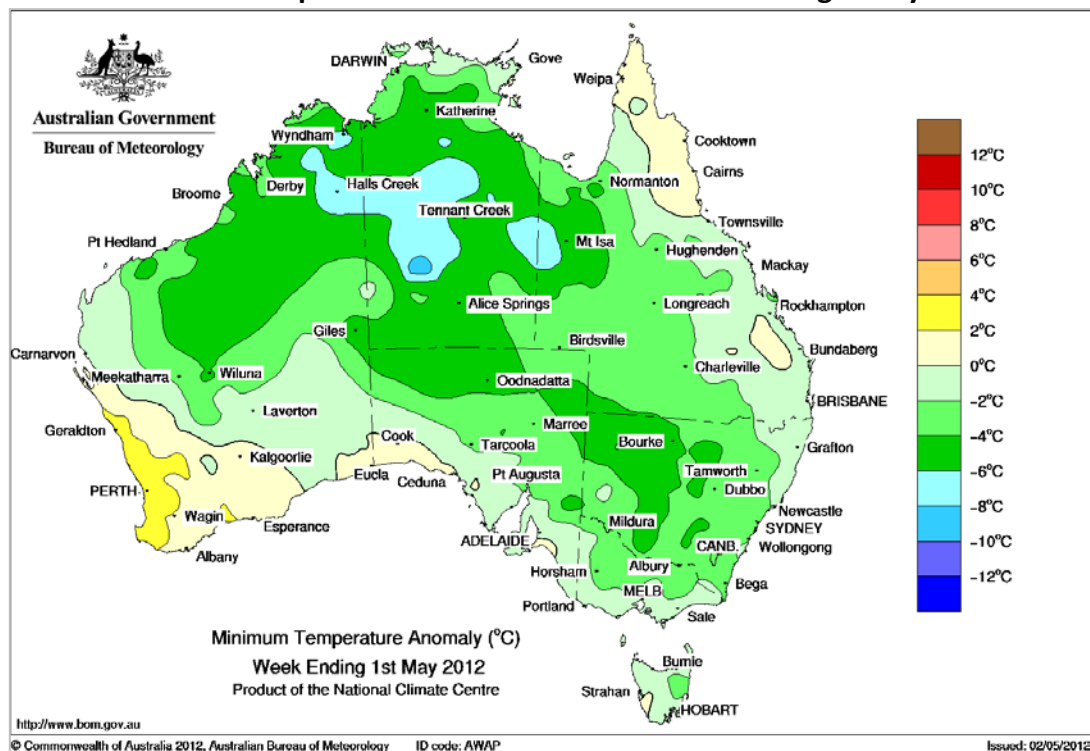 Australian Government
Bureau of Meteorology
DARWIN
Gove
Weipa
Katherine
Wyndham
Cooktown
Cairns
Derby
Halls Creek
Normanton
Broome
Tennant Creek
Townsville
Pt Hedland
Mt Isa
Hughenden
Mackay
Alice Springs
Longreach
Rockhampton
Giles
Birdsville
Bundaberg
Carnarvon
Meekatharra
Wiluna
Charleville
Oodnadatta
BRISBANE
Laverton
Marree
Geraldton
Cook
Tarcoola
Bourke
Grafton
Kalgoorlie
Eucla
Pt Augusta
Tamworth
Ceduna
PERTH
Dubbo
Newcastle
Wagin
Esperance
Mildura
SYDNEY
ADELAIDE
CANB.
Wollongong
Albany
Horsham
Albury
MELB
Bega
Portland
Sale
Burnie
Strahan
HOBART
12°C
10°C
8°C
6°C
4°C
2°C
0°C
-2°C
-4°C
-6°C
-8°C
-10°C
-12°C
Minimum Temperature Anomaly (°C)
Week Ending 1st May 2012
Product of the National Climate Centre
http://www.bom.gov.au
© Commonwealth of Australia 2012, Australian Bureau of Meteorology ID code: AWAP Issued: 02/05/2012